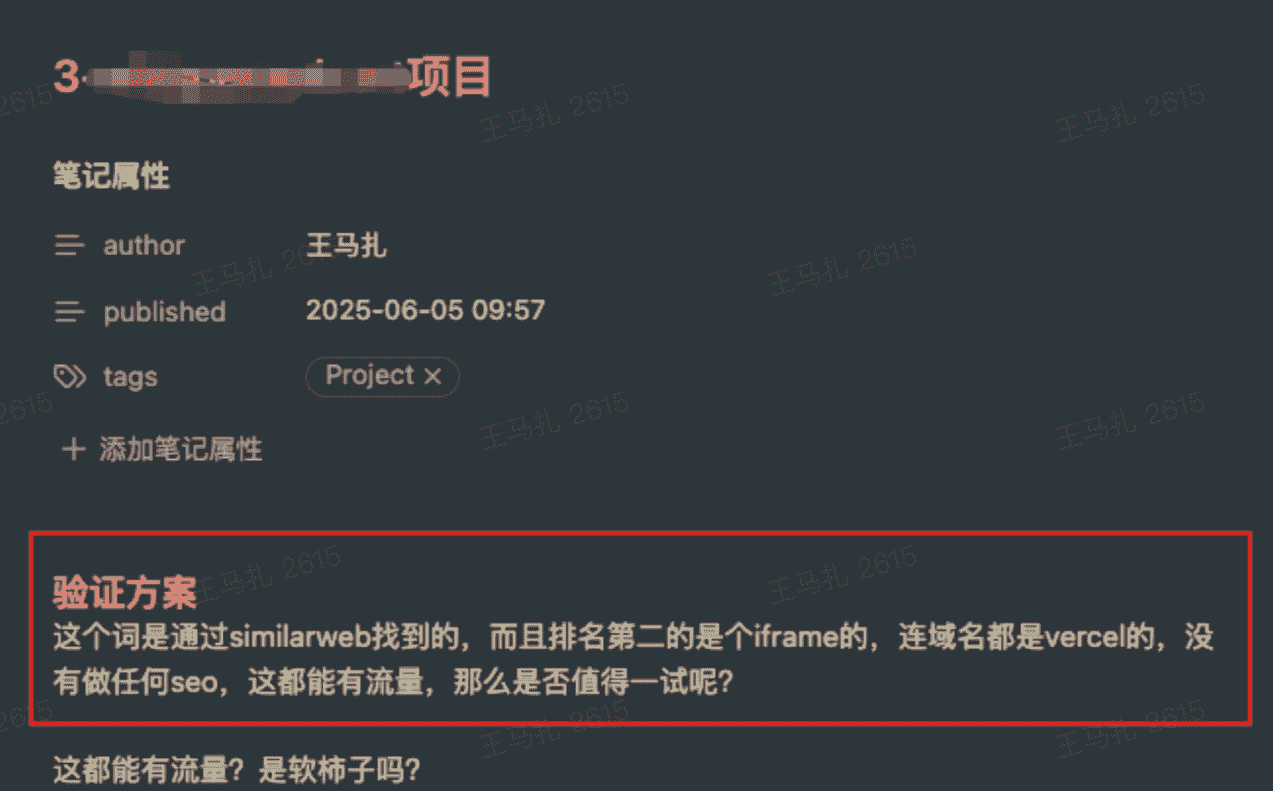 3-项目
笔记属性
author 王马扎
published 2025-06-05 09:57
tags Project ×
+ 添加笔记属性
验证方案
这个词是通过similarweb找到的，而且排名第二的是个iframe的，连域名都是vercel的，没
有做任何seo，这都能有流量，那么是否值得一试呢？
这都能有流量？是软柿子吗？
王马扎 2615